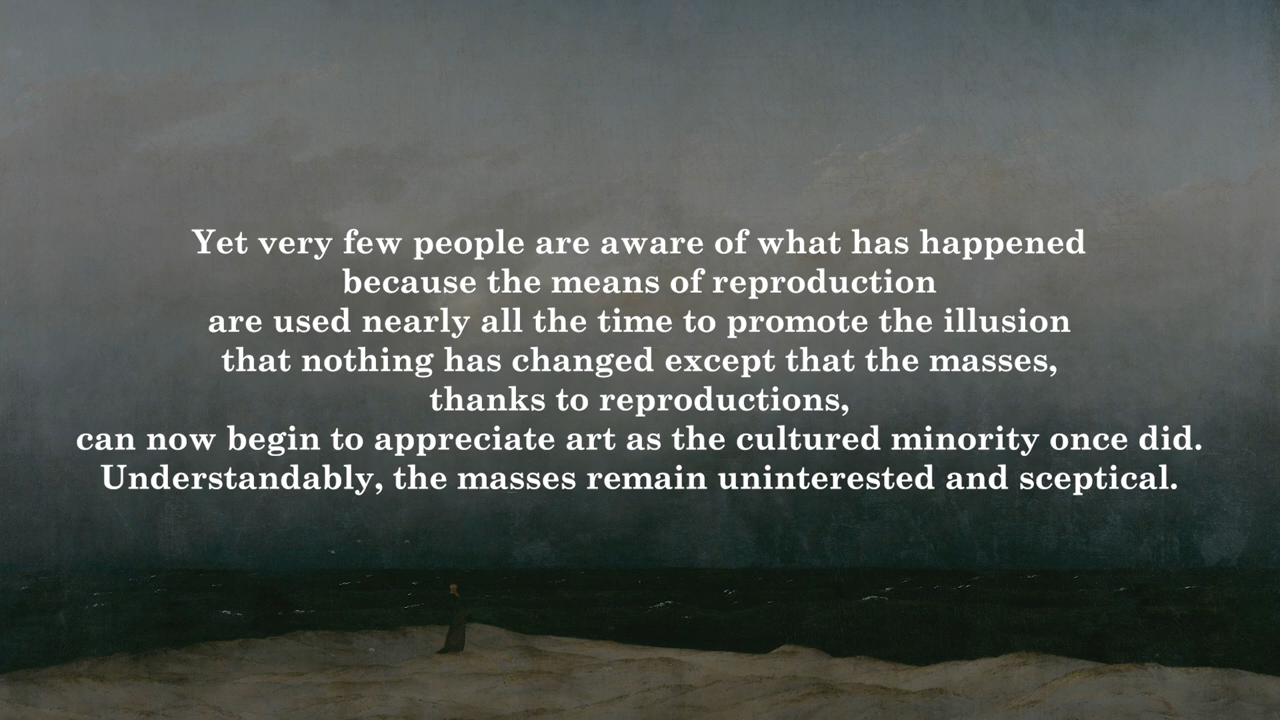 Yet very few people are aware of what has happened
because the means of reproduction
are used nearly all the time to promote the illusion
that nothing has changed except that the masses,
thanks to reproductions,
can now begin to appreciate art as the cultured minority once did.
Understandably, the masses remain uninterested and sceptical.